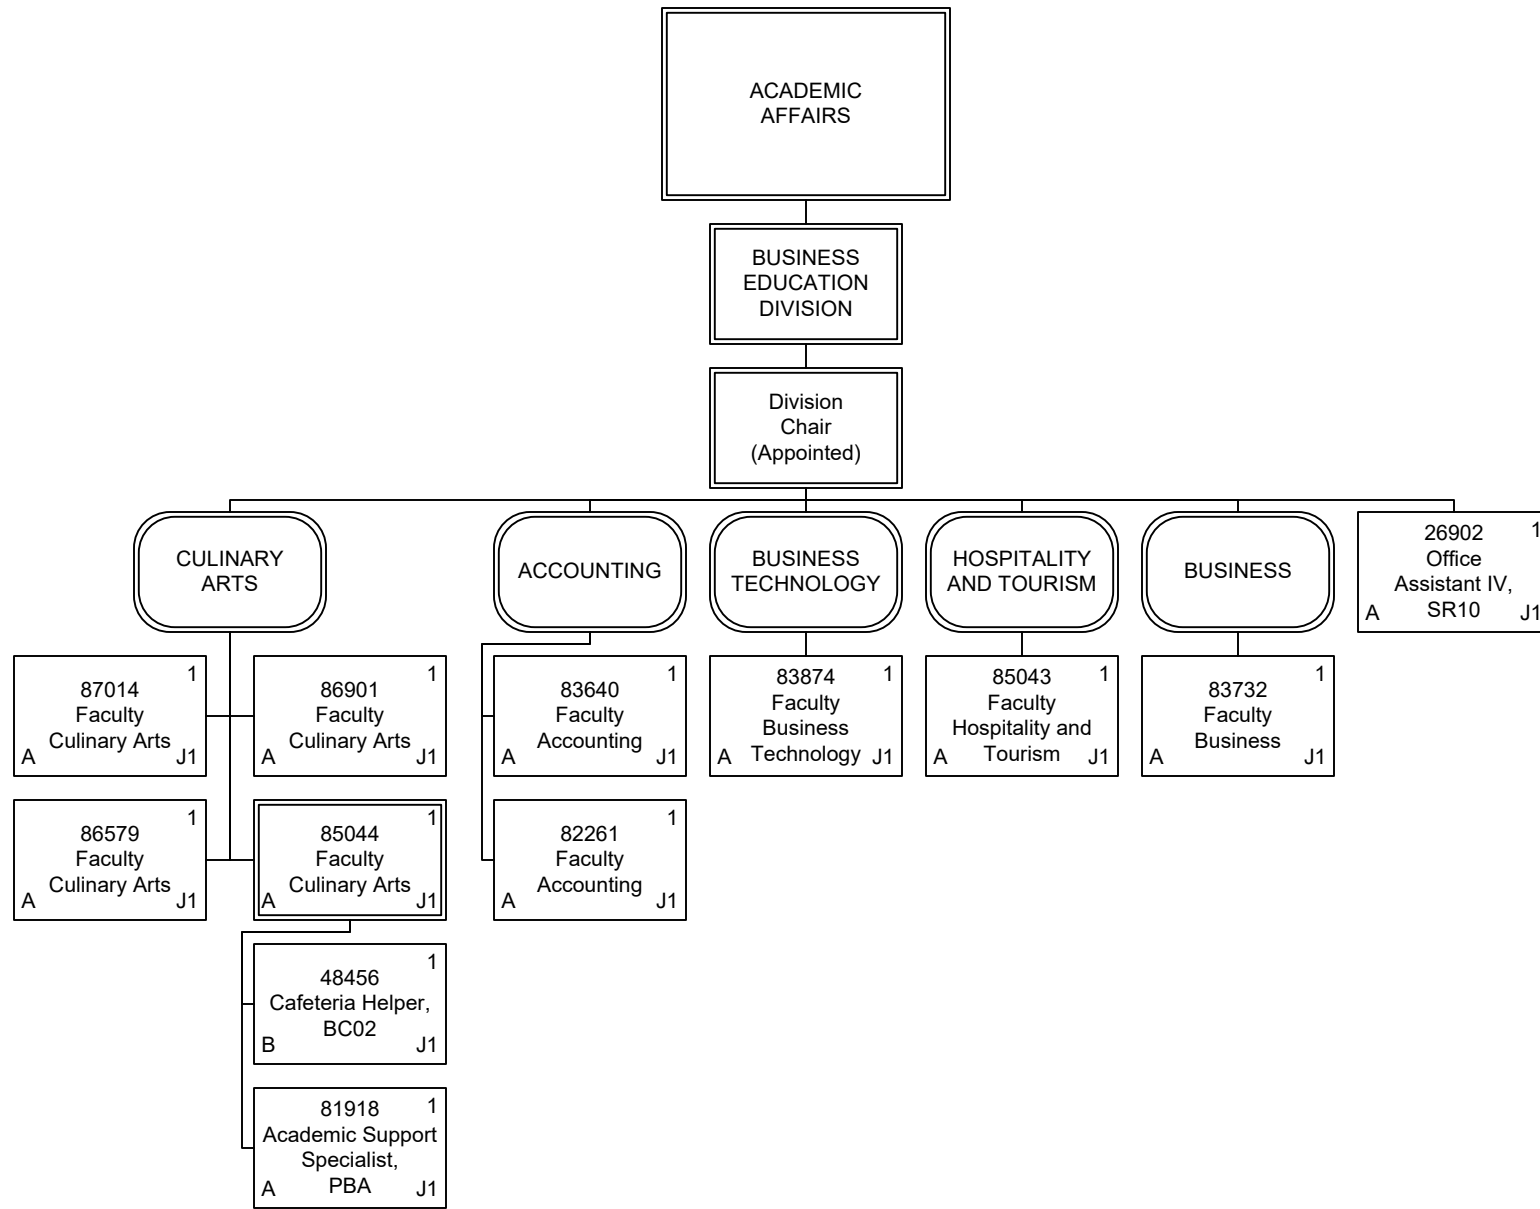 ACADEMIC
AFFAIRS
BUSINESS
EDUCATION
DIVISION
Division
Chair
(Appointed)
CULINARY
ARTS
ACCOUNTING
BUSINESS
TECHNOLOGY
HOSPITALITY
AND TOURISM
BUSINESS
26902 1
Office
Assistant IV,
SR10
A J1
87014 1
Faculty
Culinary Arts
A J1
86901 1
Faculty
Culinary Arts
A J1
83640 1
Faculty
Accounting
A J1
83874 1
Faculty
Business
Technology
A J1
85043 1
Faculty
Hospitality and
Tourism
A J1
83732 1
Faculty
Business
A J1
86579 1
Faculty
Culinary Arts
A J1
85044 1
Faculty
Culinary Arts
A J1
82261 1
Faculty
Accounting
A J1
48456 1
Cafeteria Helper,
BC02
B J1
81918 1
Academic Support
Specialist,
PBA
A J1